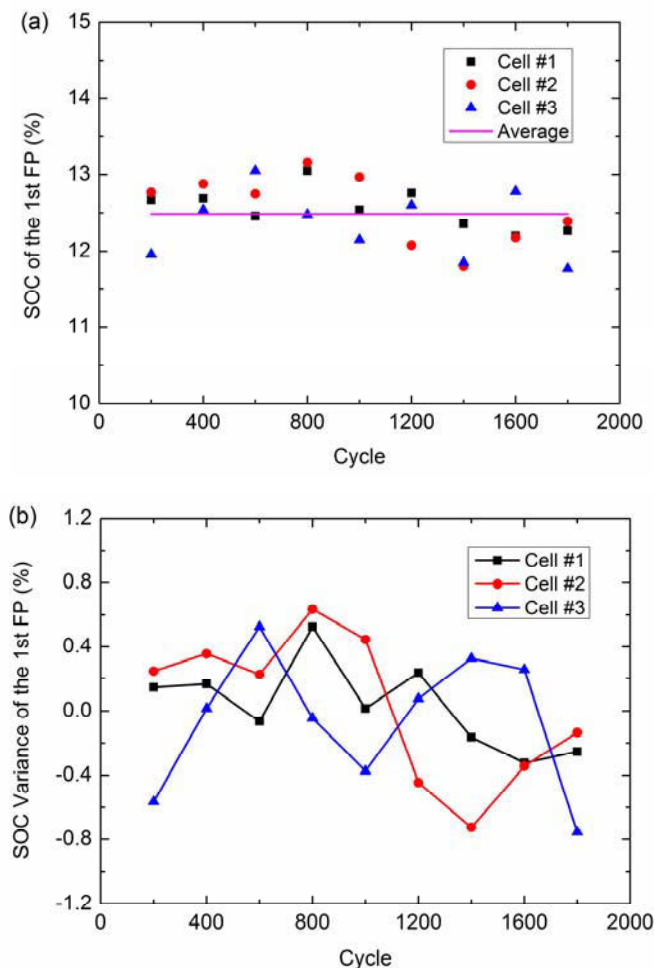 (a)
15
14
13
12
11
10
SOC of the 1st FP (%)
Cell #1
Cell #2
Cell #3
Average
0 400 800 1200 1600 2000
Cycle
(b)
1.2
0.8
0.4
0.0
-0.4
-0.8
-1.2
SOC Variance of the 1st FP (%)
Cell #1
Cell #2
Cell #3
0 400 800 1200 1600 2000
Cycle